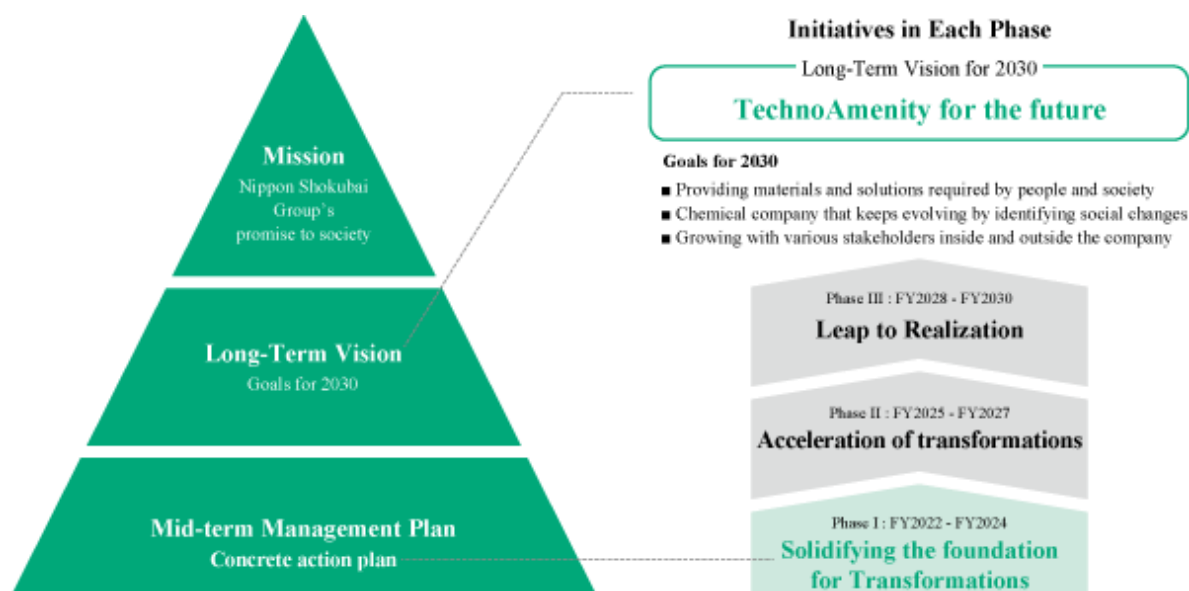 Mission
Nippon Shokubai
Group's
promise to society
Long-Term Vision
Goals for 2030
Mid-term Management Plan
Concrete action plan
Initiatives in Each Phase
Long-Term Vision for 2030
TechnoAmenity for the future
Goals for 2030
■ Providing materials and solutions required by people and society
■ Chemical company that keeps evolving by identifying social changes
■ Growing with various stakeholders inside and outside the company
Phase III : FY2028 - FY2030
Leap to Realization
Phase II : FY2025 - FY2027
Acceleration of transformations
Phase I : FY2022 - FY2024
Solidifying the foundation
for Transformations